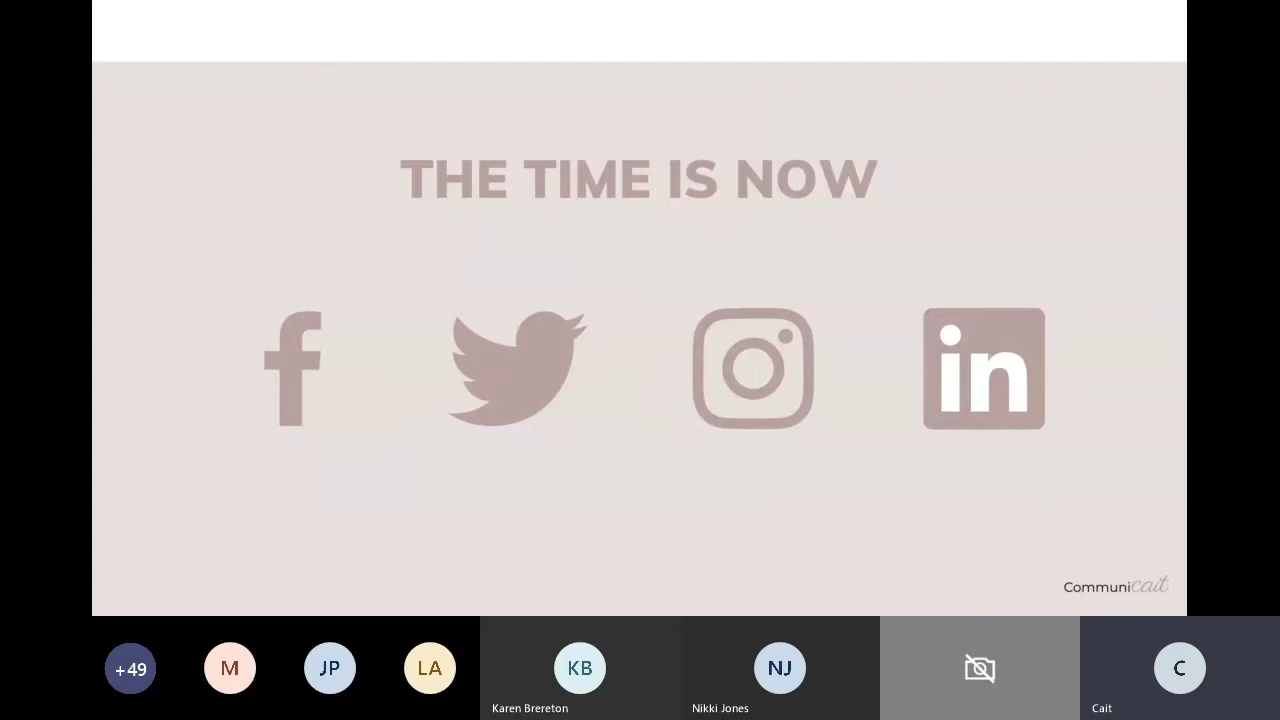 THE TIME IS NOW
f
in
Communicait
+49
M
JP
LA
KB
NJ
C
Karen Brereton
Nikki Jones
Cait